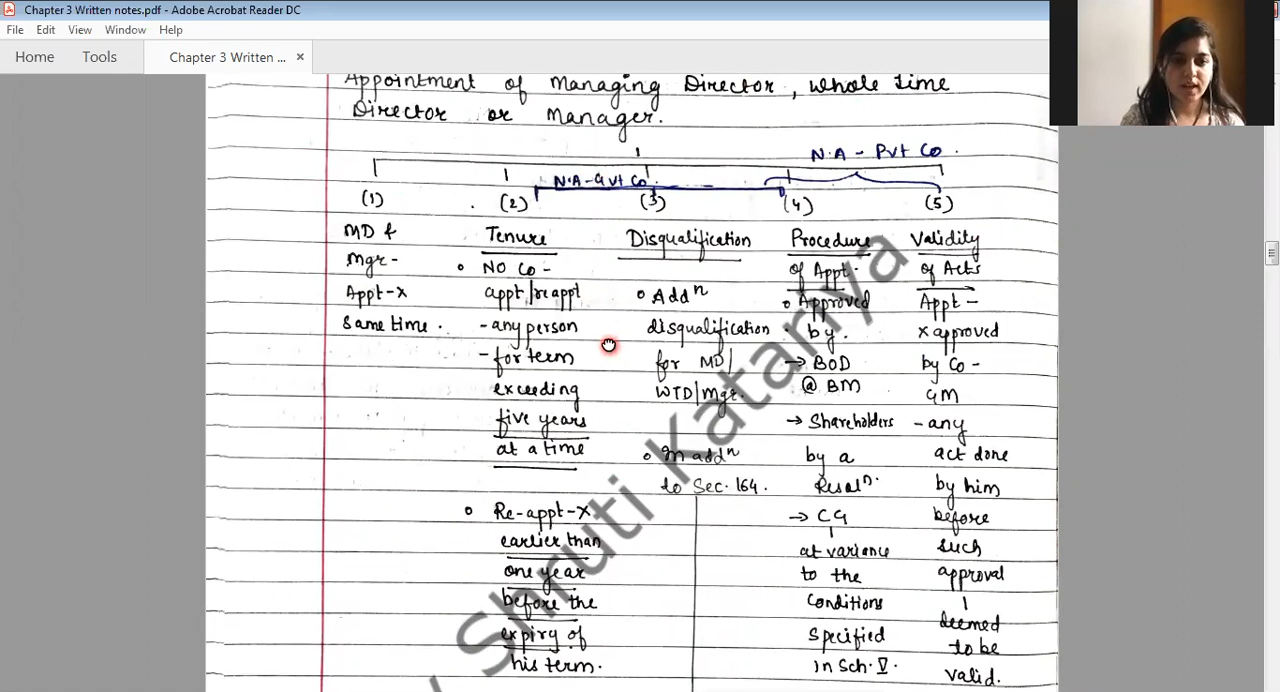 Chapter 3 Written notes.pdf - Adobe Acrobat Reader DC
File Edit View Window Help
Home Tools Chapter 3 Written ... ×
Appointment of Managing Director, Whole time
Director or Manager.
N.A - Pvt Co.
N.A - Gvt Co
(1) (2) (3) (4) (5)
MD &
Mgr-
Appt-x
Same time.
Tenure
• NO Co -
appt/reappt
- any person
- for term
exceeding
five years
at a time
• Re-appt-x
earlier than
one year
before the
expiry of
his term.
Disqualification
• Addn
disqualification
for MD/
WTD/Mgr.
• In addn
to Sec. 164.
Procedure
of Appt.
• Approved
by.
→ BOD
@ BM
→ Shareholders
by a
Resoln.
→ CG
at variance
to the
Conditions
Specified
in Sch. V.
Validity
of Acts
Appt -
x approved
by Co -
GM
- any
act done
by him
before
such
approval
deemed
to be
valid.
Shruti Katariya